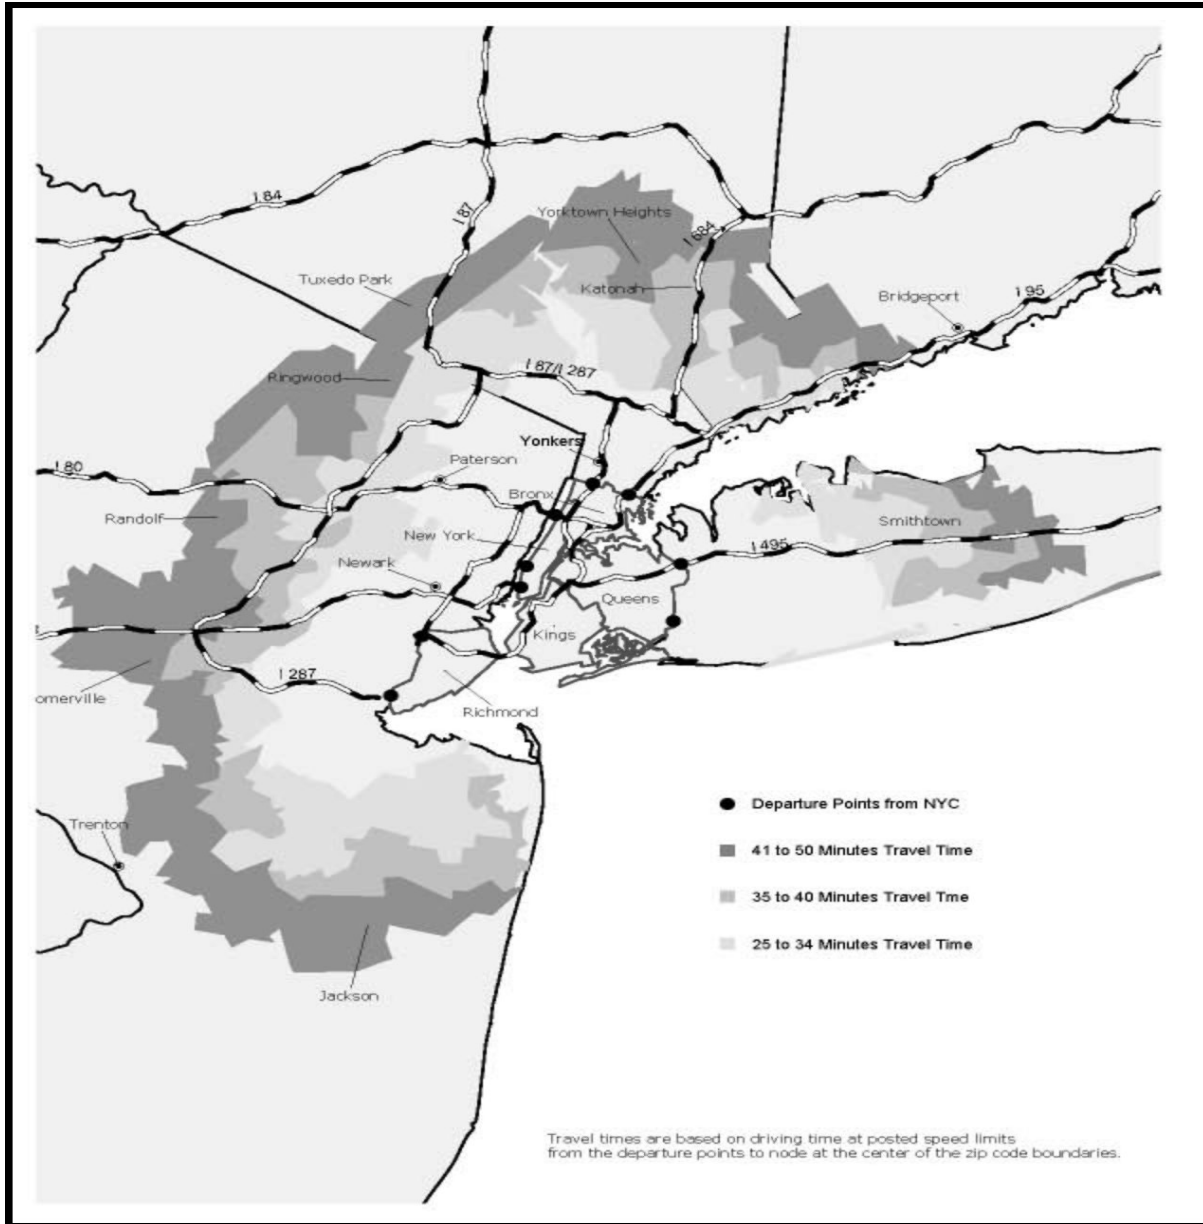 I 84
I 87
Yorktown Heights
I 684
Tuxedo Park
Katonah
Bridgeport
I 95
I 87/I 287
Ringwood
Yonkers
I 80
Paterson
Bronx
Randolf
New York
Smithtown
I 495
Newark
Queens
Kings
I 287
omerville
Richmond
Departure Points from NYC
Trenton
41 to 50 Minutes Travel Time
35 to 40 Minutes Travel Tme
25 to 34 Minutes Travel Time
Jackson
Travel times are based on driving time at posted speed limits
from the departure points to node at the center of the zip code boundaries.